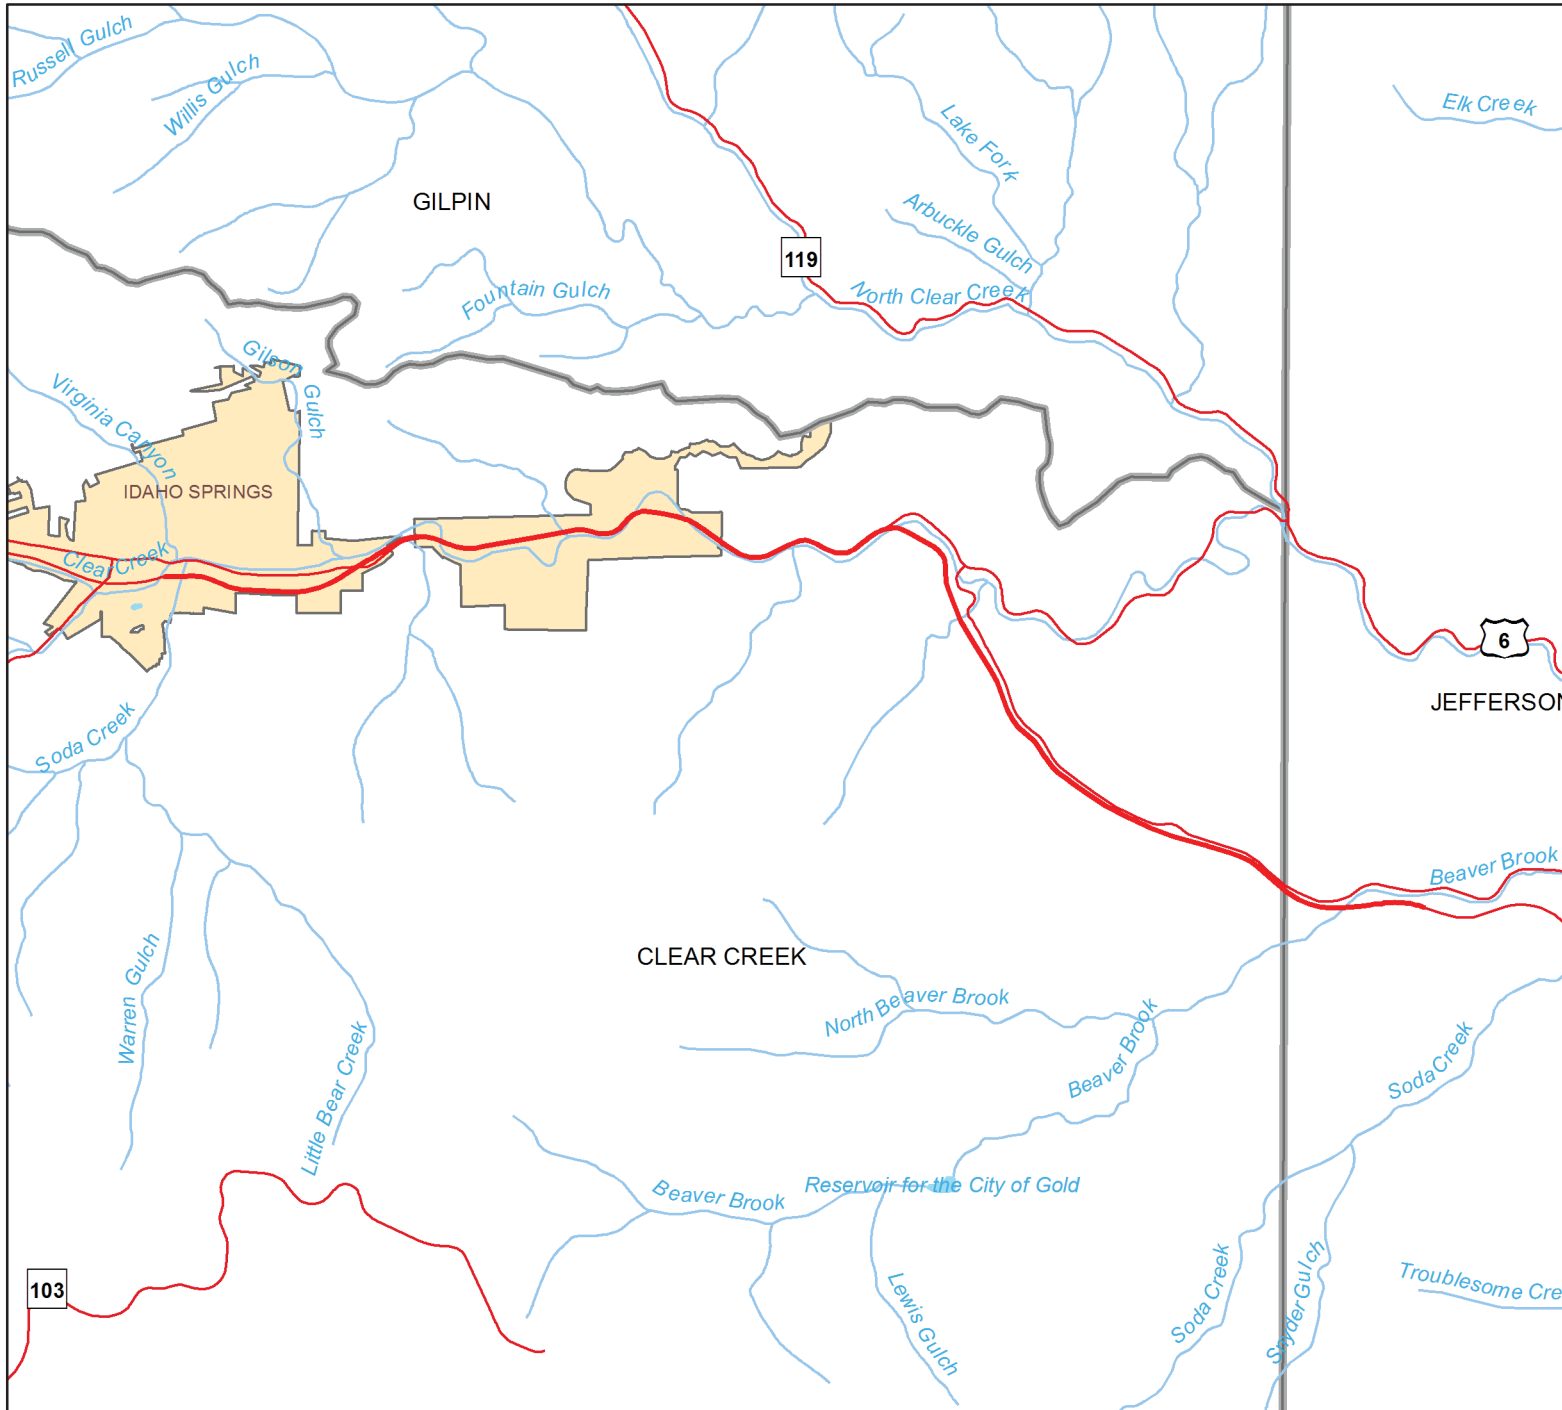 Russell Gulch
Willis Gulch
Elk Creek
Lake Fork
GILPIN
Arbuckle Gulch
119
North Clear Creek
Fountain Gulch
Gilson Gulch
Virginia Canyon
IDAHO SPRINGS
Clear Creek
6
JEFFERSON
Soda Creek
Beaver Brook
CLEAR CREEK
Warren Gulch
North Beaver Brook
Beaver Brook
Soda Creek
Little Bear Creek
Reservoir for the City of Gold
Beaver Brook
Soda Creek
Snyder Gulch
Troublesome Cre
103
Lewis Gulch